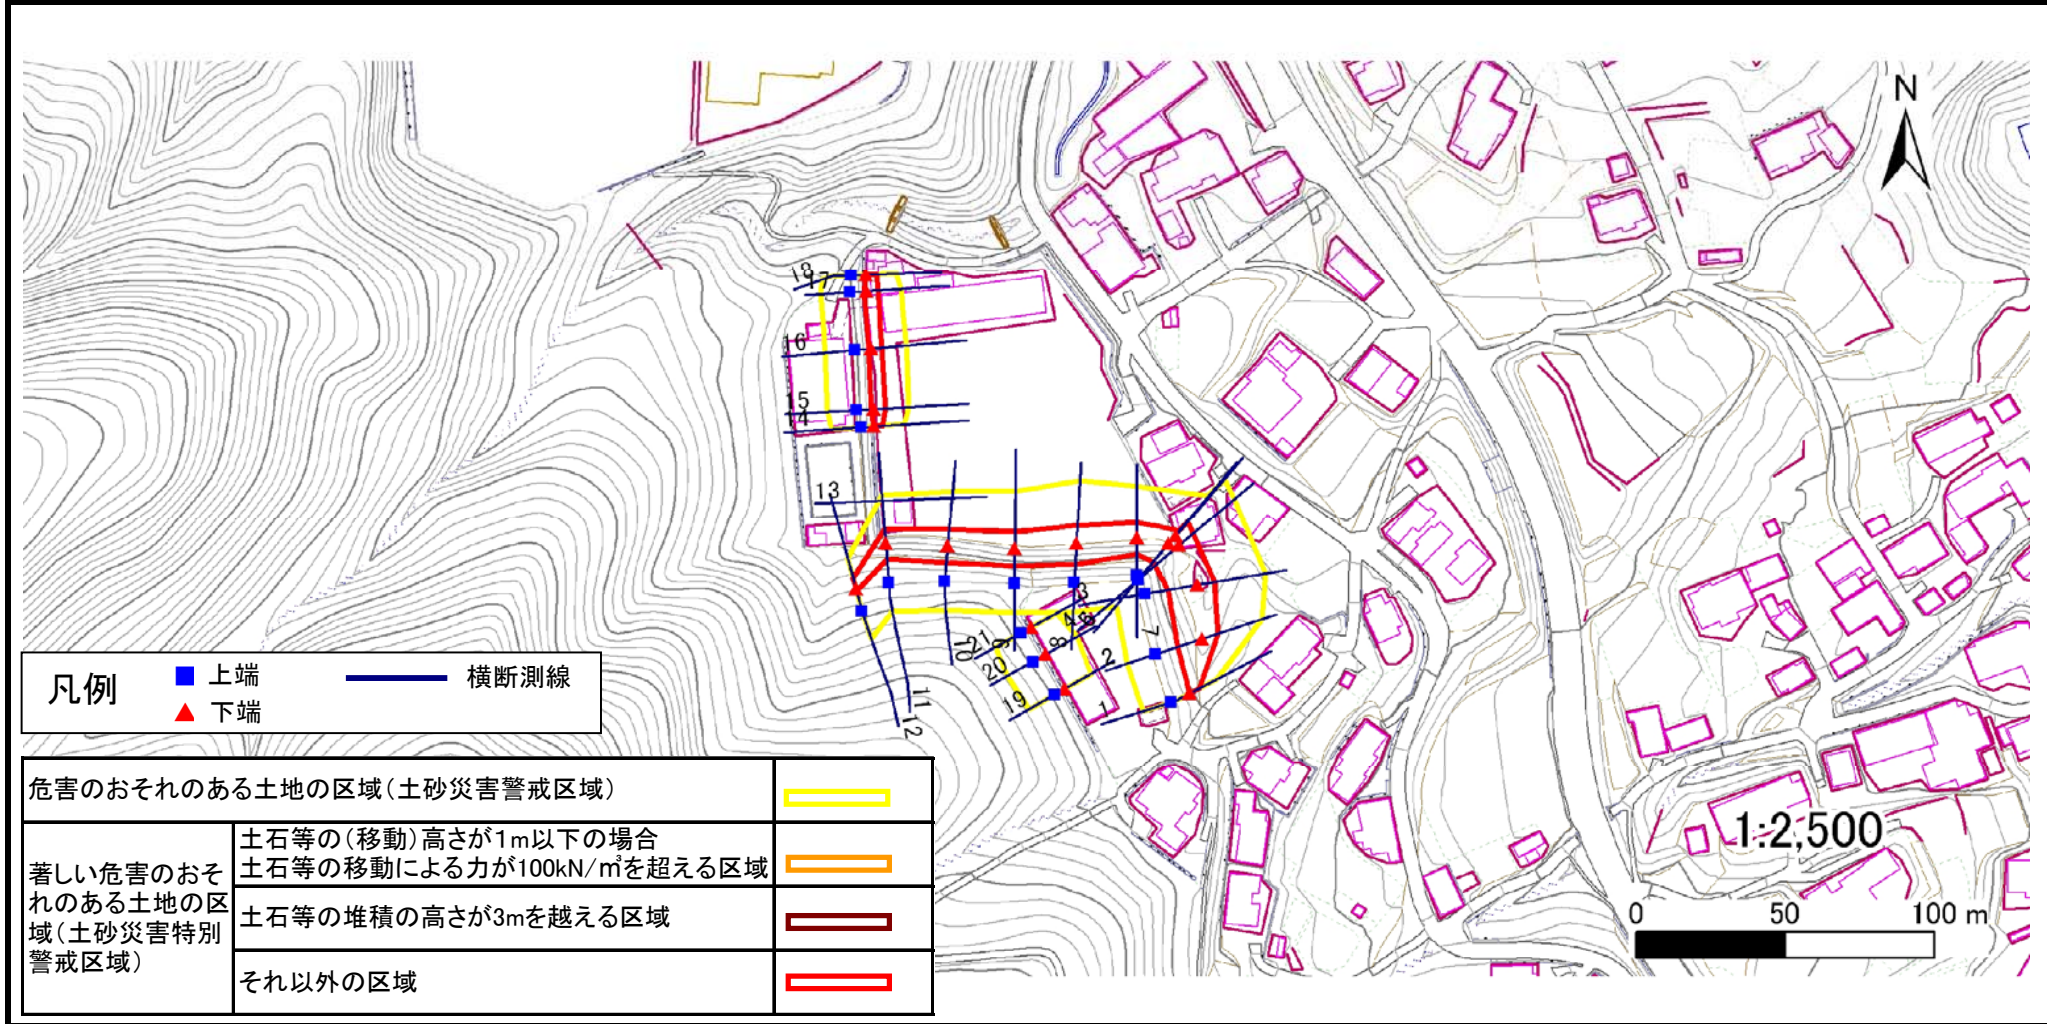 N
18
17
16
15
14
13
3
4
7
21
9
8
2
10
20
19
1
11
12
凡例
上端
横断測線
下端
危害のおそれのある土地の区域(土砂災害警戒区域)
著しい危害のおそ
れのある土地の区
域(土砂災害特別
警戒区域)
土石等の(移動)高さが1m以下の場合
土石等の移動による力が100kN/㎡を超える区域
土石等の堆積の高さが3mを越える区域
それ以外の区域
1:2,500
0 50 100 m